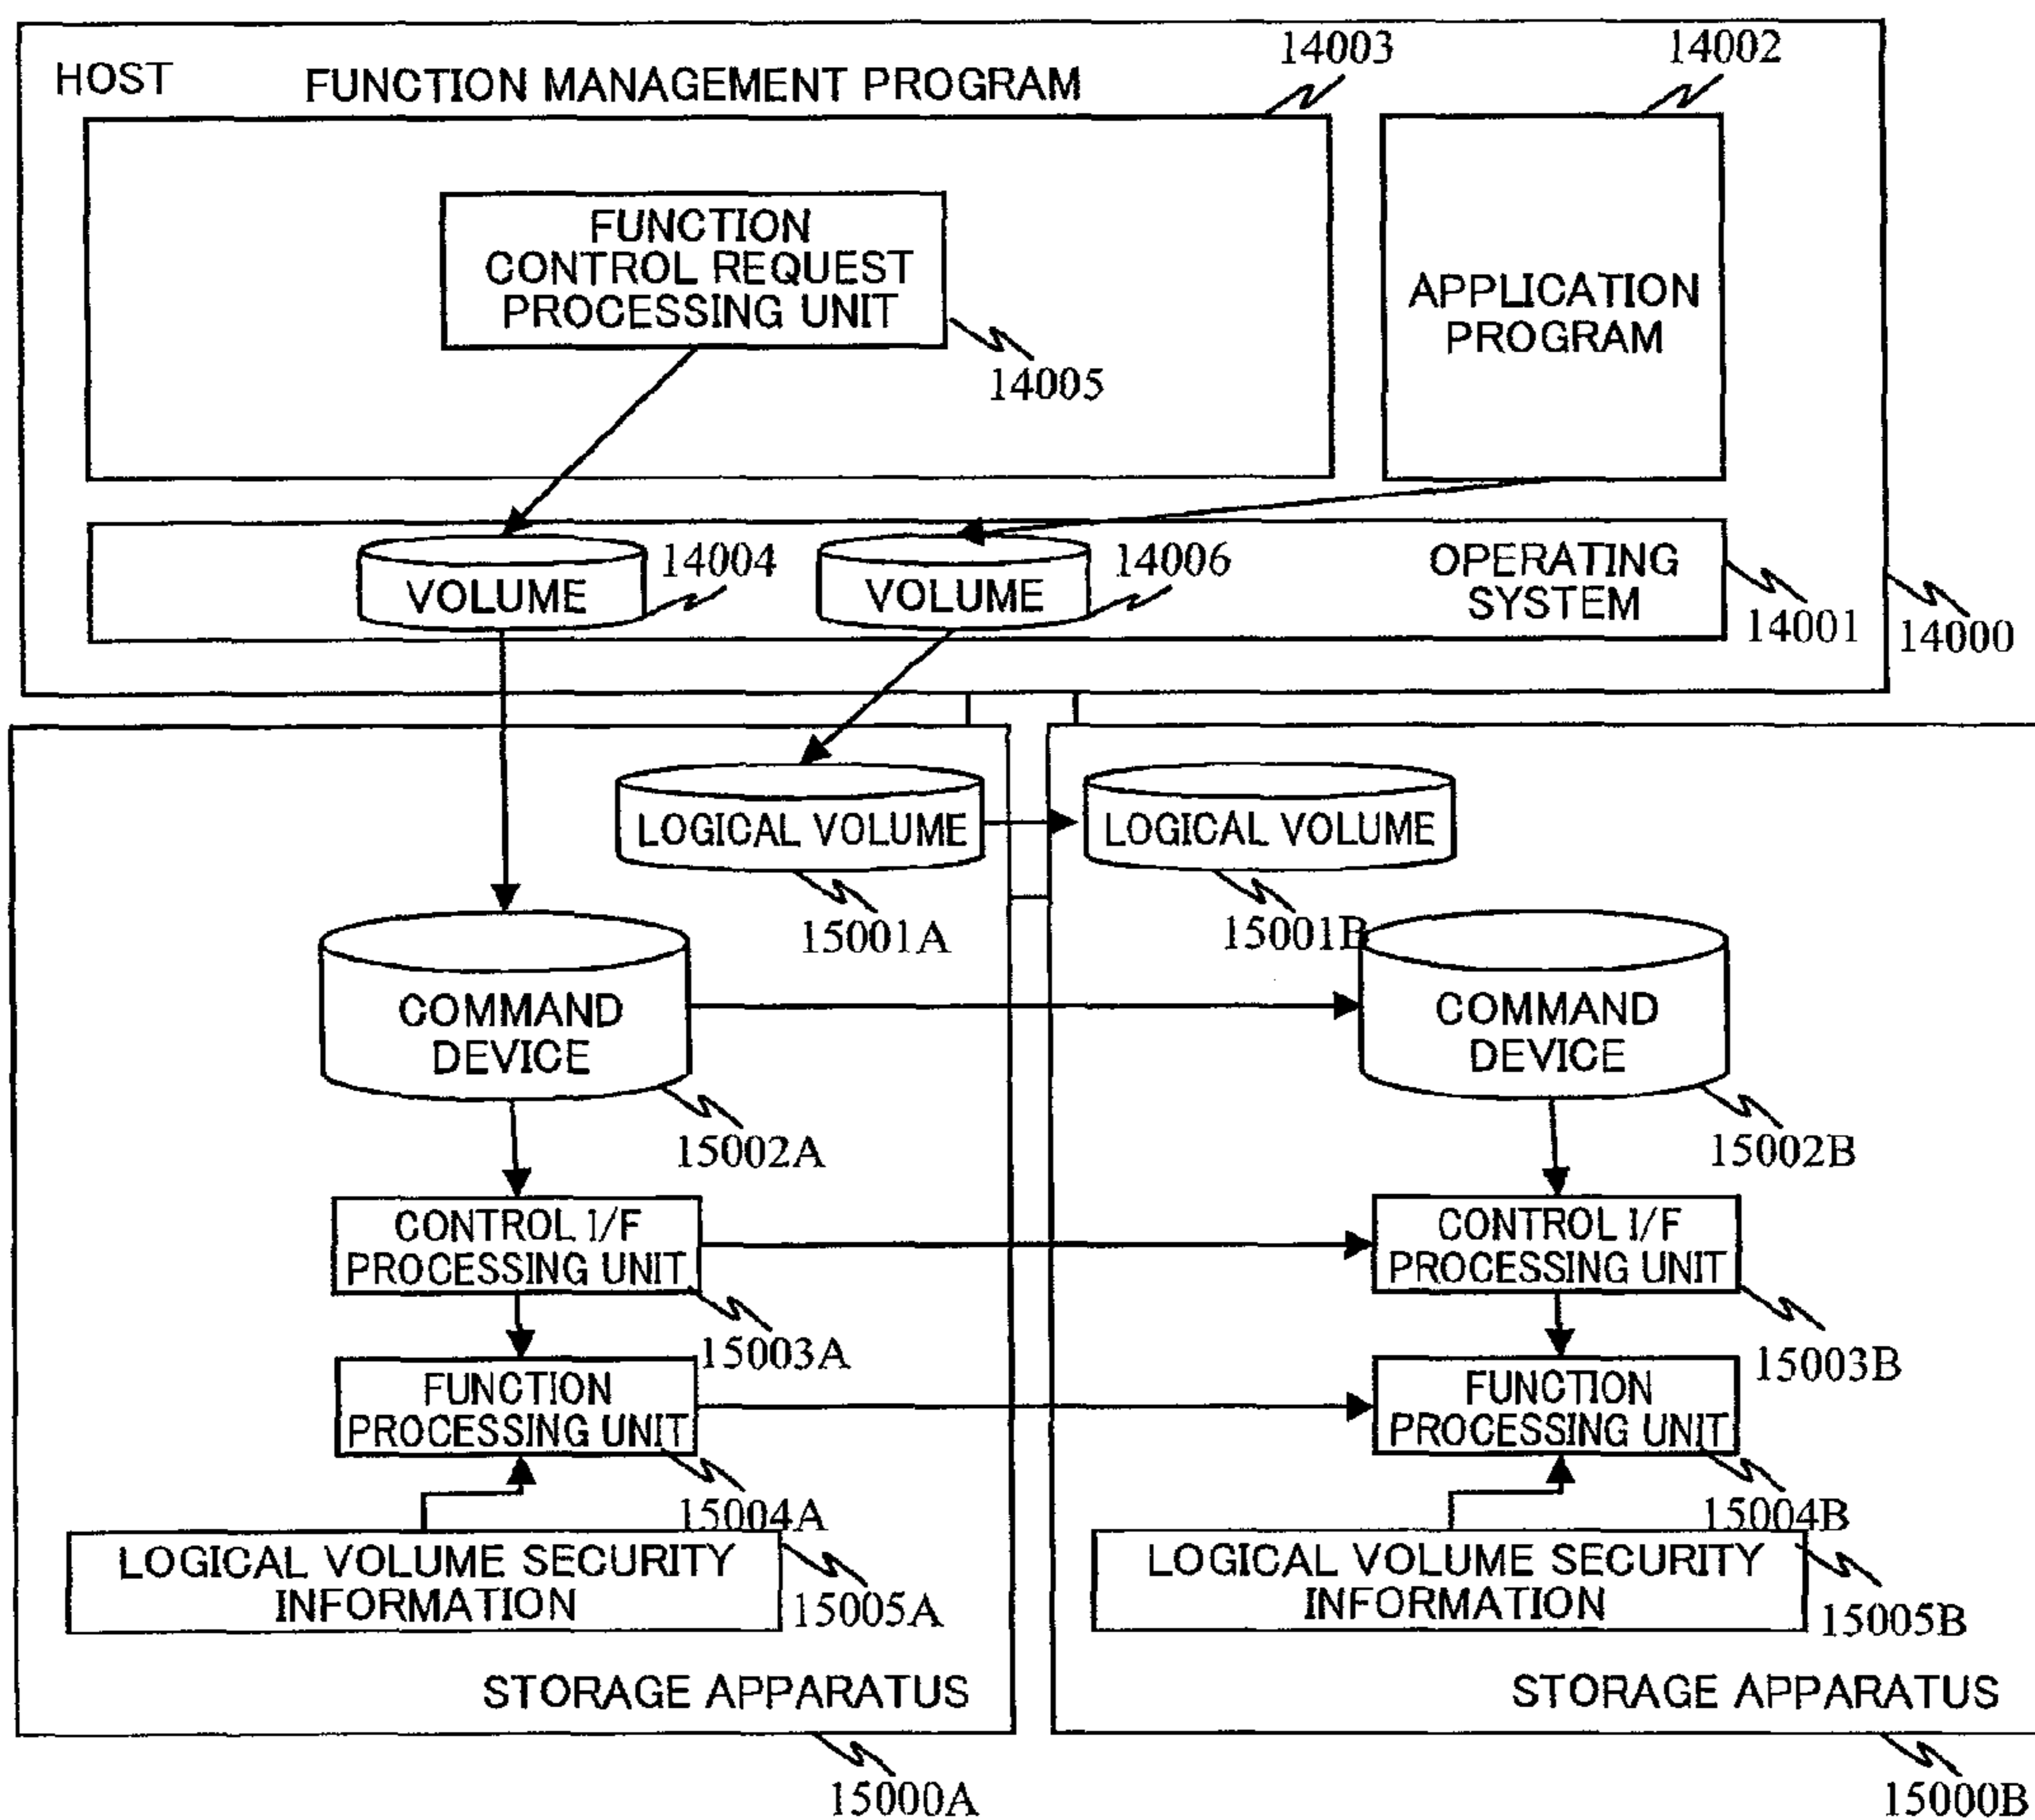 14003
14002
HOST
FUNCTION MANAGEMENT PROGRAM
FUNCTION
CONTROL REQUEST
PROCESSING UNIT
14005
APPLICATION
PROGRAM
VOLUME
14004
VOLUME
14006
OPERATING
SYSTEM
14001
14000
LOGICAL VOLUME
15001A
LOGICAL VOLUME
15001B
COMMAND
DEVICE
15002A
COMMAND
DEVICE
15002B
CONTROL I/F
PROCESSING UNIT
15003A
CONTROL I/F
PROCESSING UNIT
15003B
FUNCTION
PROCESSING UNIT
15004A
FUNCTION
PROCESSING UNIT
15004B
LOGICAL VOLUME SECURITY
INFORMATION
15005A
LOGICAL VOLUME SECURITY
INFORMATION
15005B
STORAGE APPARATUS
15000A
STORAGE APPARATUS
15000B